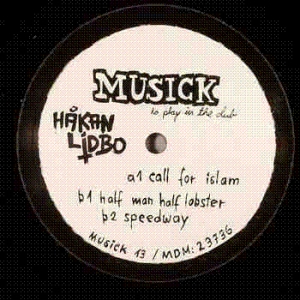 MUSICK
to play in the club
HÅKAN
LIDBO
a1 call for islam
b1 half man half lobster
b2 speedway
MUSICK 13 / MDM: 23736